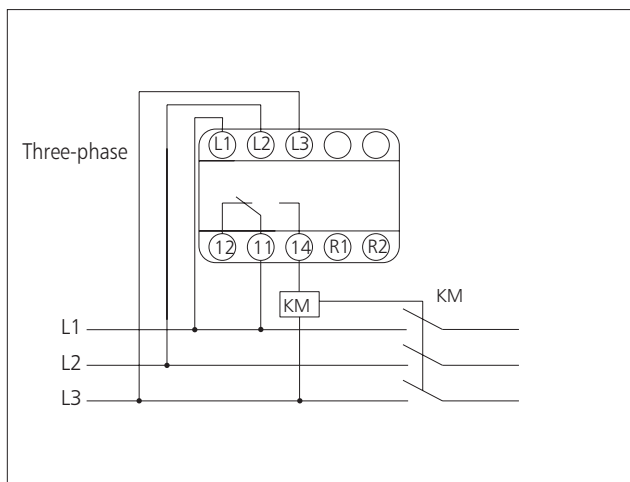 Three-phase
L1 L2 L3
12 11 14 R1 R2
KM KM
L1
L2
L3